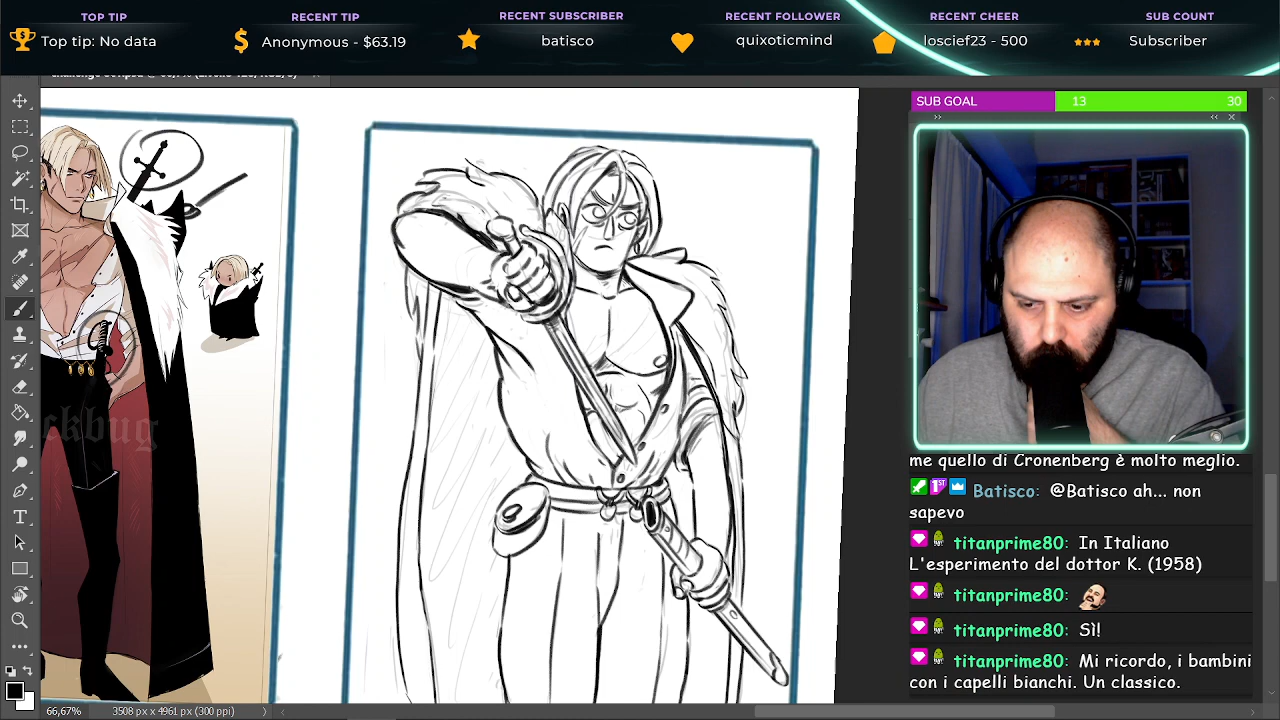 TOP TIP
Top tip: No data
RECENT TIP
Anonymous - $63.19
RECENT SUBSCRIBER
batisco
RECENT FOLLOWER
quixoticmind
RECENT CHEER
loscief23 - 500
SUB COUNT
Subscriber
SUB GOAL 13 30
me quello di Cronenberg è molto meglio.
Batisco: @Batisco ah... non
sapevo
titanprime80: In Italiano
L'esperimento del dottor K. (1958)
titanprime80:
titanprime80: Sì!
titanprime80: Mi ricordo, i bambini
con i capelli bianchi. Un classico.
ckbug
66,67% 3508 px x 4961 px (300 ppi)